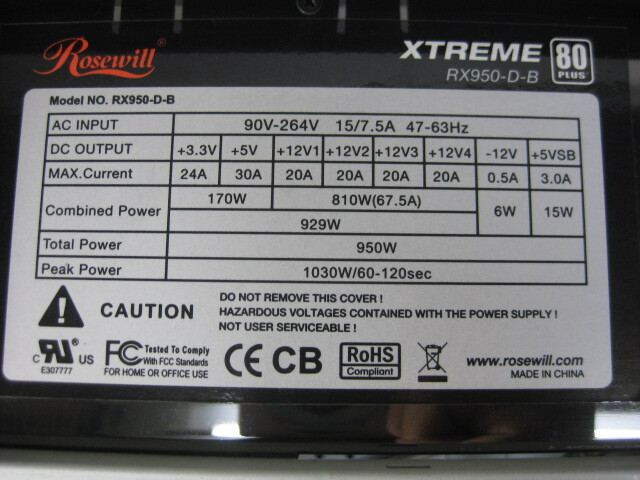 Rosewill
XTREME
RX950-D-B
80
PLUS
Model NO. RX950-D-B
AC INPUT 90V-264V 15/7.5A 47-63Hz
DC OUTPUT +3.3V +5V +12V1 +12V2 +12V3 +12V4 -12V +5VSB
MAX.Current 24A 30A 20A 20A 20A 20A 0.5A 3.0A
Combined Power 170W 810W(67.5A) 6W 15W
929W
Total Power 950W
Peak Power 1030W/60-120sec
CAUTION
DO NOT REMOVE THIS COVER !
HAZARDOUS VOLTAGES CONTAINED WITH THE POWER SUPPLY !
NOT USER SERVICEABLE !
C RU US
E307777
FC Tested To Comply
With FCC Standards
FOR HOME OR OFFICE USE
CE CB
RoHS
Compliant
www.rosewill.com
MADE IN CHINA